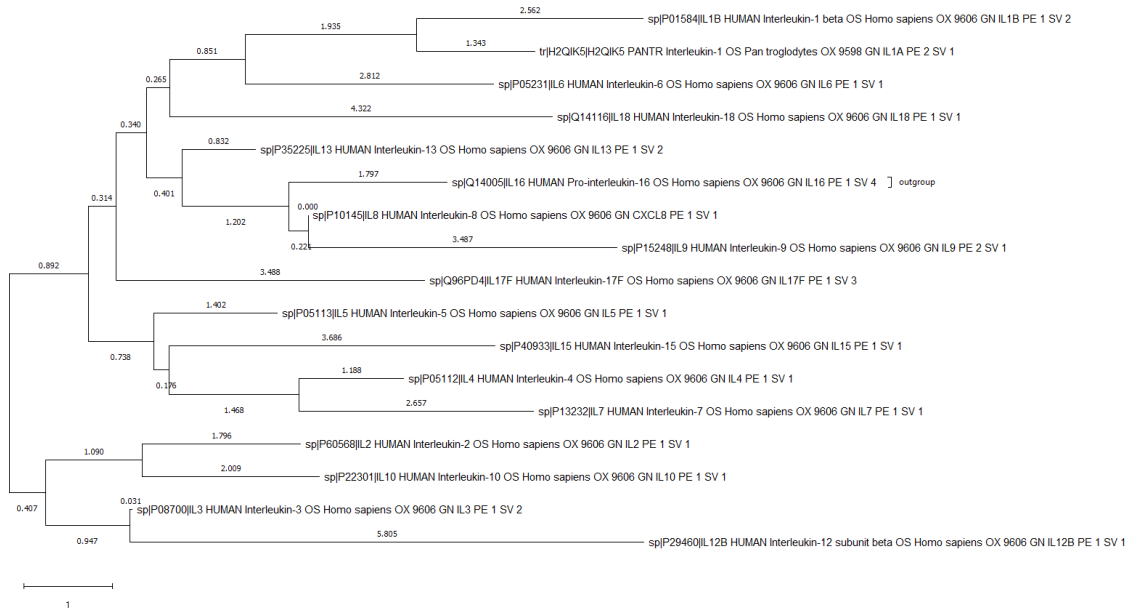 2.562
sp|P01584|IL1B HUMAN Interleukin-1 beta OS Homo sapiens OX 9606 GN IL1B PE 1 SV 2
1.935
1.343
tr|H2QIK5|H2QIK5 PANTR Interleukin-1 OS Pan troglodytes OX 9598 GN IL1A PE 2 SV 1
0.851
2.812
sp|P05231|IL6 HUMAN Interleukin-6 OS Homo sapiens OX 9606 GN IL6 PE 1 SV 1
0.265
4.322
sp|Q14116|IL18 HUMAN Interleukin-18 OS Homo sapiens OX 9606 GN IL18 PE 1 SV 1
0.340
0.832
sp|P35225|IL13 HUMAN Interleukin-13 OS Homo sapiens OX 9606 GN IL13 PE 1 SV 2
0.401
1.797
sp|Q14005|IL16 HUMAN Pro-interleukin-16 OS Homo sapiens OX 9606 GN IL16 PE 1 SV 4
outgroup
0.314
0.000
sp|P10145|IL8 HUMAN Interleukin-8 OS Homo sapiens OX 9606 GN CXCL8 PE 1 SV 1
1.202
0.221
3.487
sp|P15248|IL9 HUMAN Interleukin-9 OS Homo sapiens OX 9606 GN IL9 PE 2 SV 1
0.892
3.488
sp|Q96PD4|IL17F HUMAN Interleukin-17F OS Homo sapiens OX 9606 GN IL17F PE 1 SV 3
1.402
sp|P05113|IL5 HUMAN Interleukin-5 OS Homo sapiens OX 9606 GN IL5 PE 1 SV 1
0.738
3.686
sp|P40933|IL15 HUMAN Interleukin-15 OS Homo sapiens OX 9606 GN IL15 PE 1 SV 1
0.176
1.188
sp|P05112|IL4 HUMAN Interleukin-4 OS Homo sapiens OX 9606 GN IL4 PE 1 SV 1
1.468
2.657
sp|P13232|IL7 HUMAN Interleukin-7 OS Homo sapiens OX 9606 GN IL7 PE 1 SV 1
1.796
sp|P60568|IL2 HUMAN Interleukin-2 OS Homo sapiens OX 9606 GN IL2 PE 1 SV 1
1.090
2.009
sp|P22301|IL10 HUMAN Interleukin-10 OS Homo sapiens OX 9606 GN IL10 PE 1 SV 1
0.407
0.031
sp|P08700|IL3 HUMAN Interleukin-3 OS Homo sapiens OX 9606 GN IL3 PE 1 SV 2
0.947
5.805
sp|P29460|IL12B HUMAN Interleukin-12 subunit beta OS Homo sapiens OX 9606 GN IL12B PE 1 SV 1
1